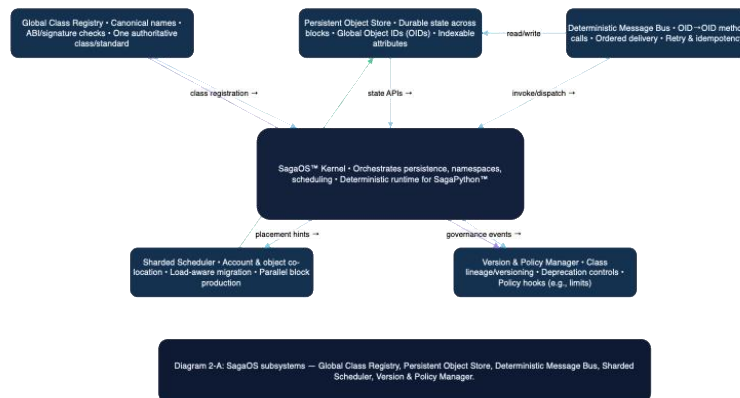 Global Class Registry • Canonical names •
ABI/signature checks • One authoritative
class/standard
Persistent Object Store • Durable state across
blocks • Global Object IDs (OIDs) • Indexable
attributes
Deterministic Message Bus • OID→OID metho
calls • Ordered delivery • Retry & idempotenc
read/write
class registration →
state APIs →
invoke/dispatch →
SagaOS™ Kernel • Orchestrates persistence, namespaces,
scheduling • Deterministic runtime for SagaPython™
placement hints →
governance events →
Sharded Scheduler • Account & object co-
location • Load-aware migration • Parallel block
production
Version & Policy Manager • Class
lineage/versioning • Deprecation controls •
Policy hooks (e.g., limits)
Diagram 2-A: SagaOS subsystems — Global Class Registry, Persistent Object Store, Deterministic Message Bus, Sharded
Scheduler, Version & Policy Manager.